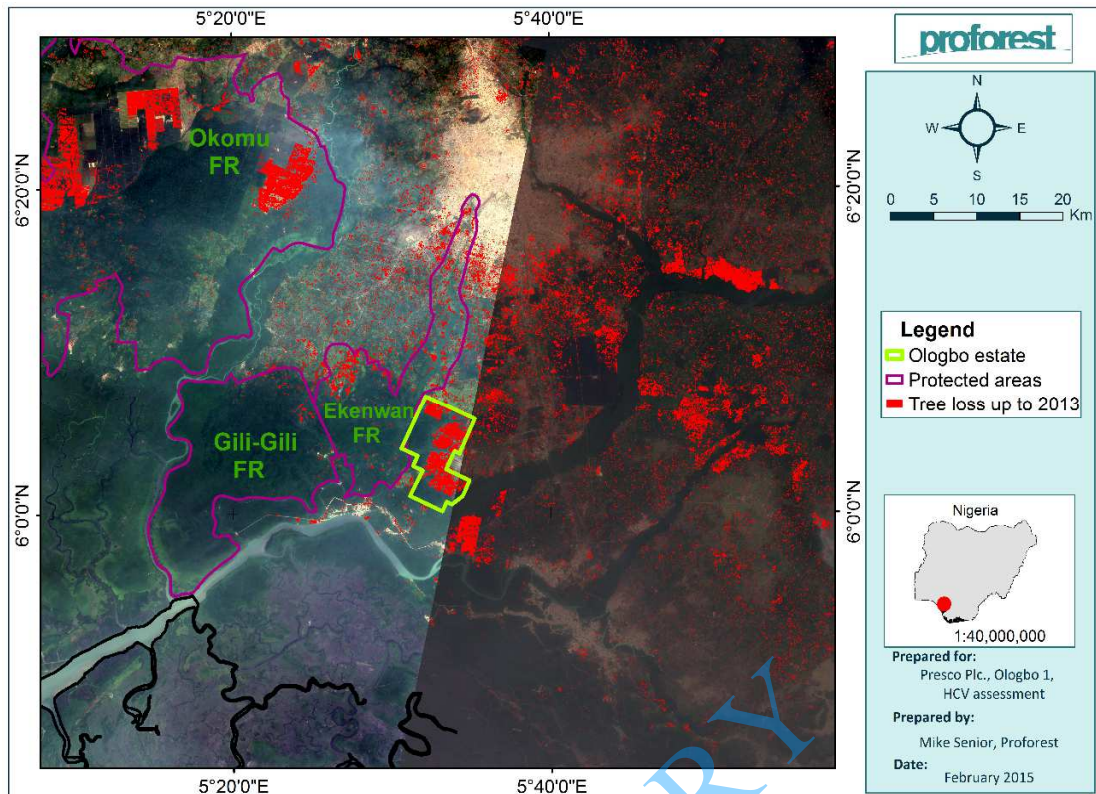 5°20'0"E
5°40'0"E
6°20'0"N
6°20'0"N
6°0'0"N
6°0'0"N
5°20'0"E
5°40'0"E
Okomu
FR
Ekenwan
FR
Gili-Gili
FR
proforest
N
W
E
S
0 5 10 15 20
Km
Legend
Ologbo estate
Protected areas
Tree loss up to 2013
Nigeria
1:40,000,000
Prepared for:
Presco Plc., Ologbo 1,
HCV assessment
Prepared by:
Mike Senior, Proforest
Date:
February 2015
R Y